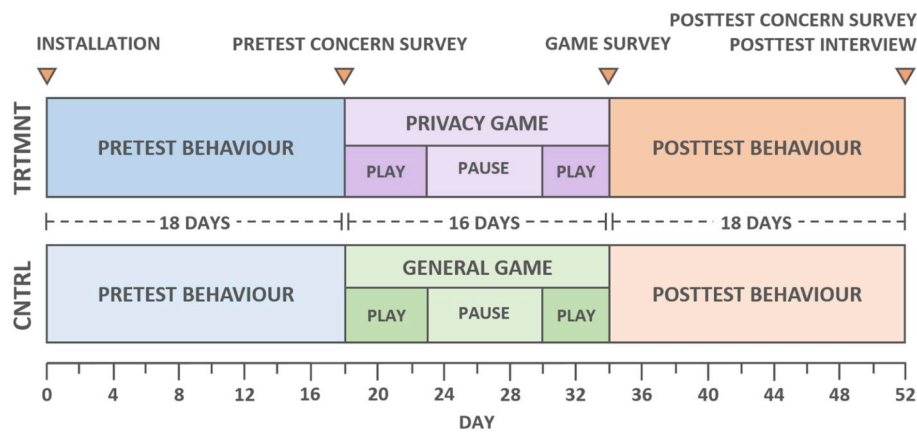 POSTTEST CONCERN SURVEY
INSTALLATION PRETEST CONCERN SURVEY GAME SURVEY POSTTEST INTERVIEW
TRTMNT
PRETEST BEHAVIOUR
PRIVACY GAME
PLAY PAUSE PLAY
POSTTEST BEHAVIOUR
18 DAYS 16 DAYS 18 DAYS
CNTRL
PRETEST BEHAVIOUR
GENERAL GAME
PLAY PAUSE PLAY
POSTTEST BEHAVIOUR
0 4 8 12 16 20 24 28 32 36 40 44 48 52
DAY